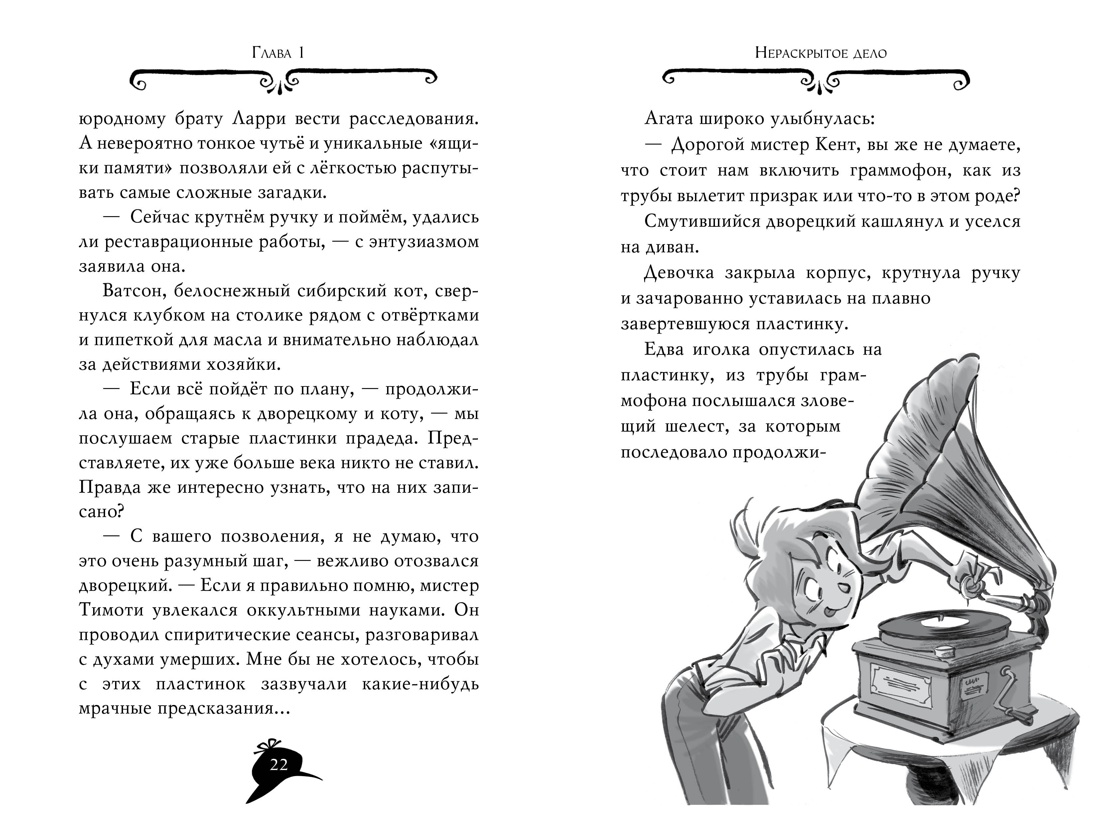 Глава 1
юродному брату Ларри вести расследования.
А невероятно тонкое чутьё и уникальные «ящи-
ки памяти» позволяли ей с лёгкостью распуты-
вать самые сложные загадки.
— Сейчас крутнём ручку и поймём, удались
ли реставрационные работы, — с энтузиазмом
заявила она.
Ватсон, белоснежный сибирский кот, свер-
нулся клубком на столике рядом с отвёртками
и пипеткой для масла и внимательно наблюдал
за действиями хозяйки.
— Если всё пойдёт по плану, — продолжи-
ла она, обращаясь к дворецкому и коту, — мы
послушаем старые пластинки прадеда. Пред-
ставляете, их уже больше века никто не ставил.
Правда же интересно узнать, что на них запи-
сано?
— С вашего позволения, я не думаю, что
это очень разумный шаг, — вежливо отозвался
дворецкий. — Если я правильно помню, мистер
Тимоти увлекался оккультными науками. Он
проводил спиритические сеансы, разговаривал
с духами умерших. Мне бы не хотелось, чтобы
с этих пластинок зазвучали какие-нибудь
мрачные предсказания...
22
Нераскрытое дело
Агата широко улыбнулась:
— Дорогой мистер Кент, вы же не думаете,
что стоит нам включить граммофон, как из
трубы вылетит призрак или что-то в этом роде?
Смутившийся дворецкий кашлянул и уселся
на диван.
Девочка закрыла корпус, крутнула ручку
и зачарованно уставилась на плавно
завертевшуюся пластинку.
Едва иголка опустилась на
пластинку, из трубы грам-
мофона послышался злове-
щий шелест, за которым
последовало продолжи-